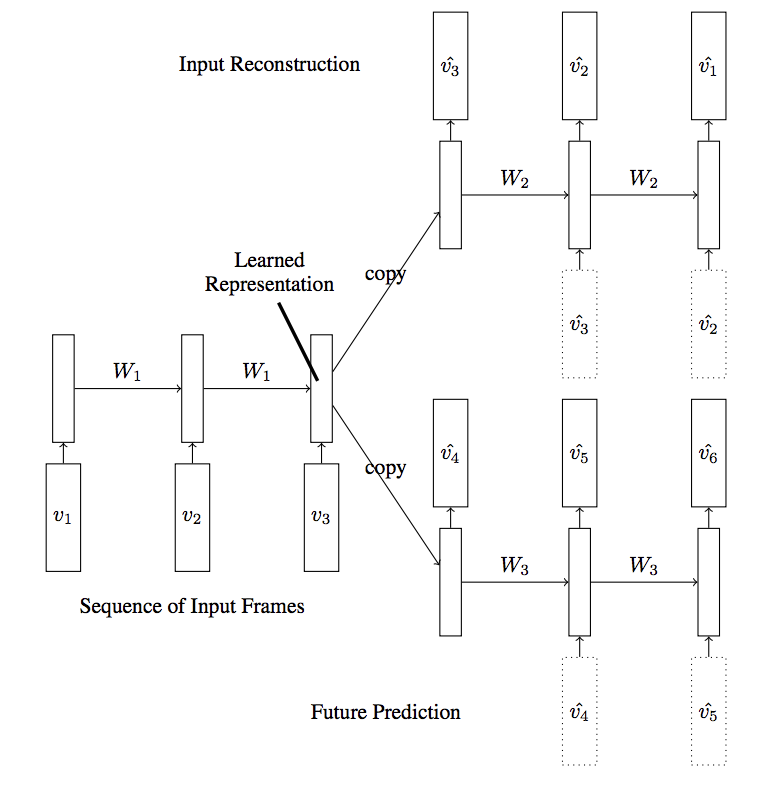 v̂₃ v̂₂ v̂₁
Input Reconstruction
W₂ W₂
Learned
Representation
copy
v̂₃ v̂₂
W₁ W₁
v̂₄ v̂₅ v̂₆
copy
v₁ v₂ v₃
W₃ W₃
Sequence of Input Frames
Future Prediction
v̂₄ v̂₅